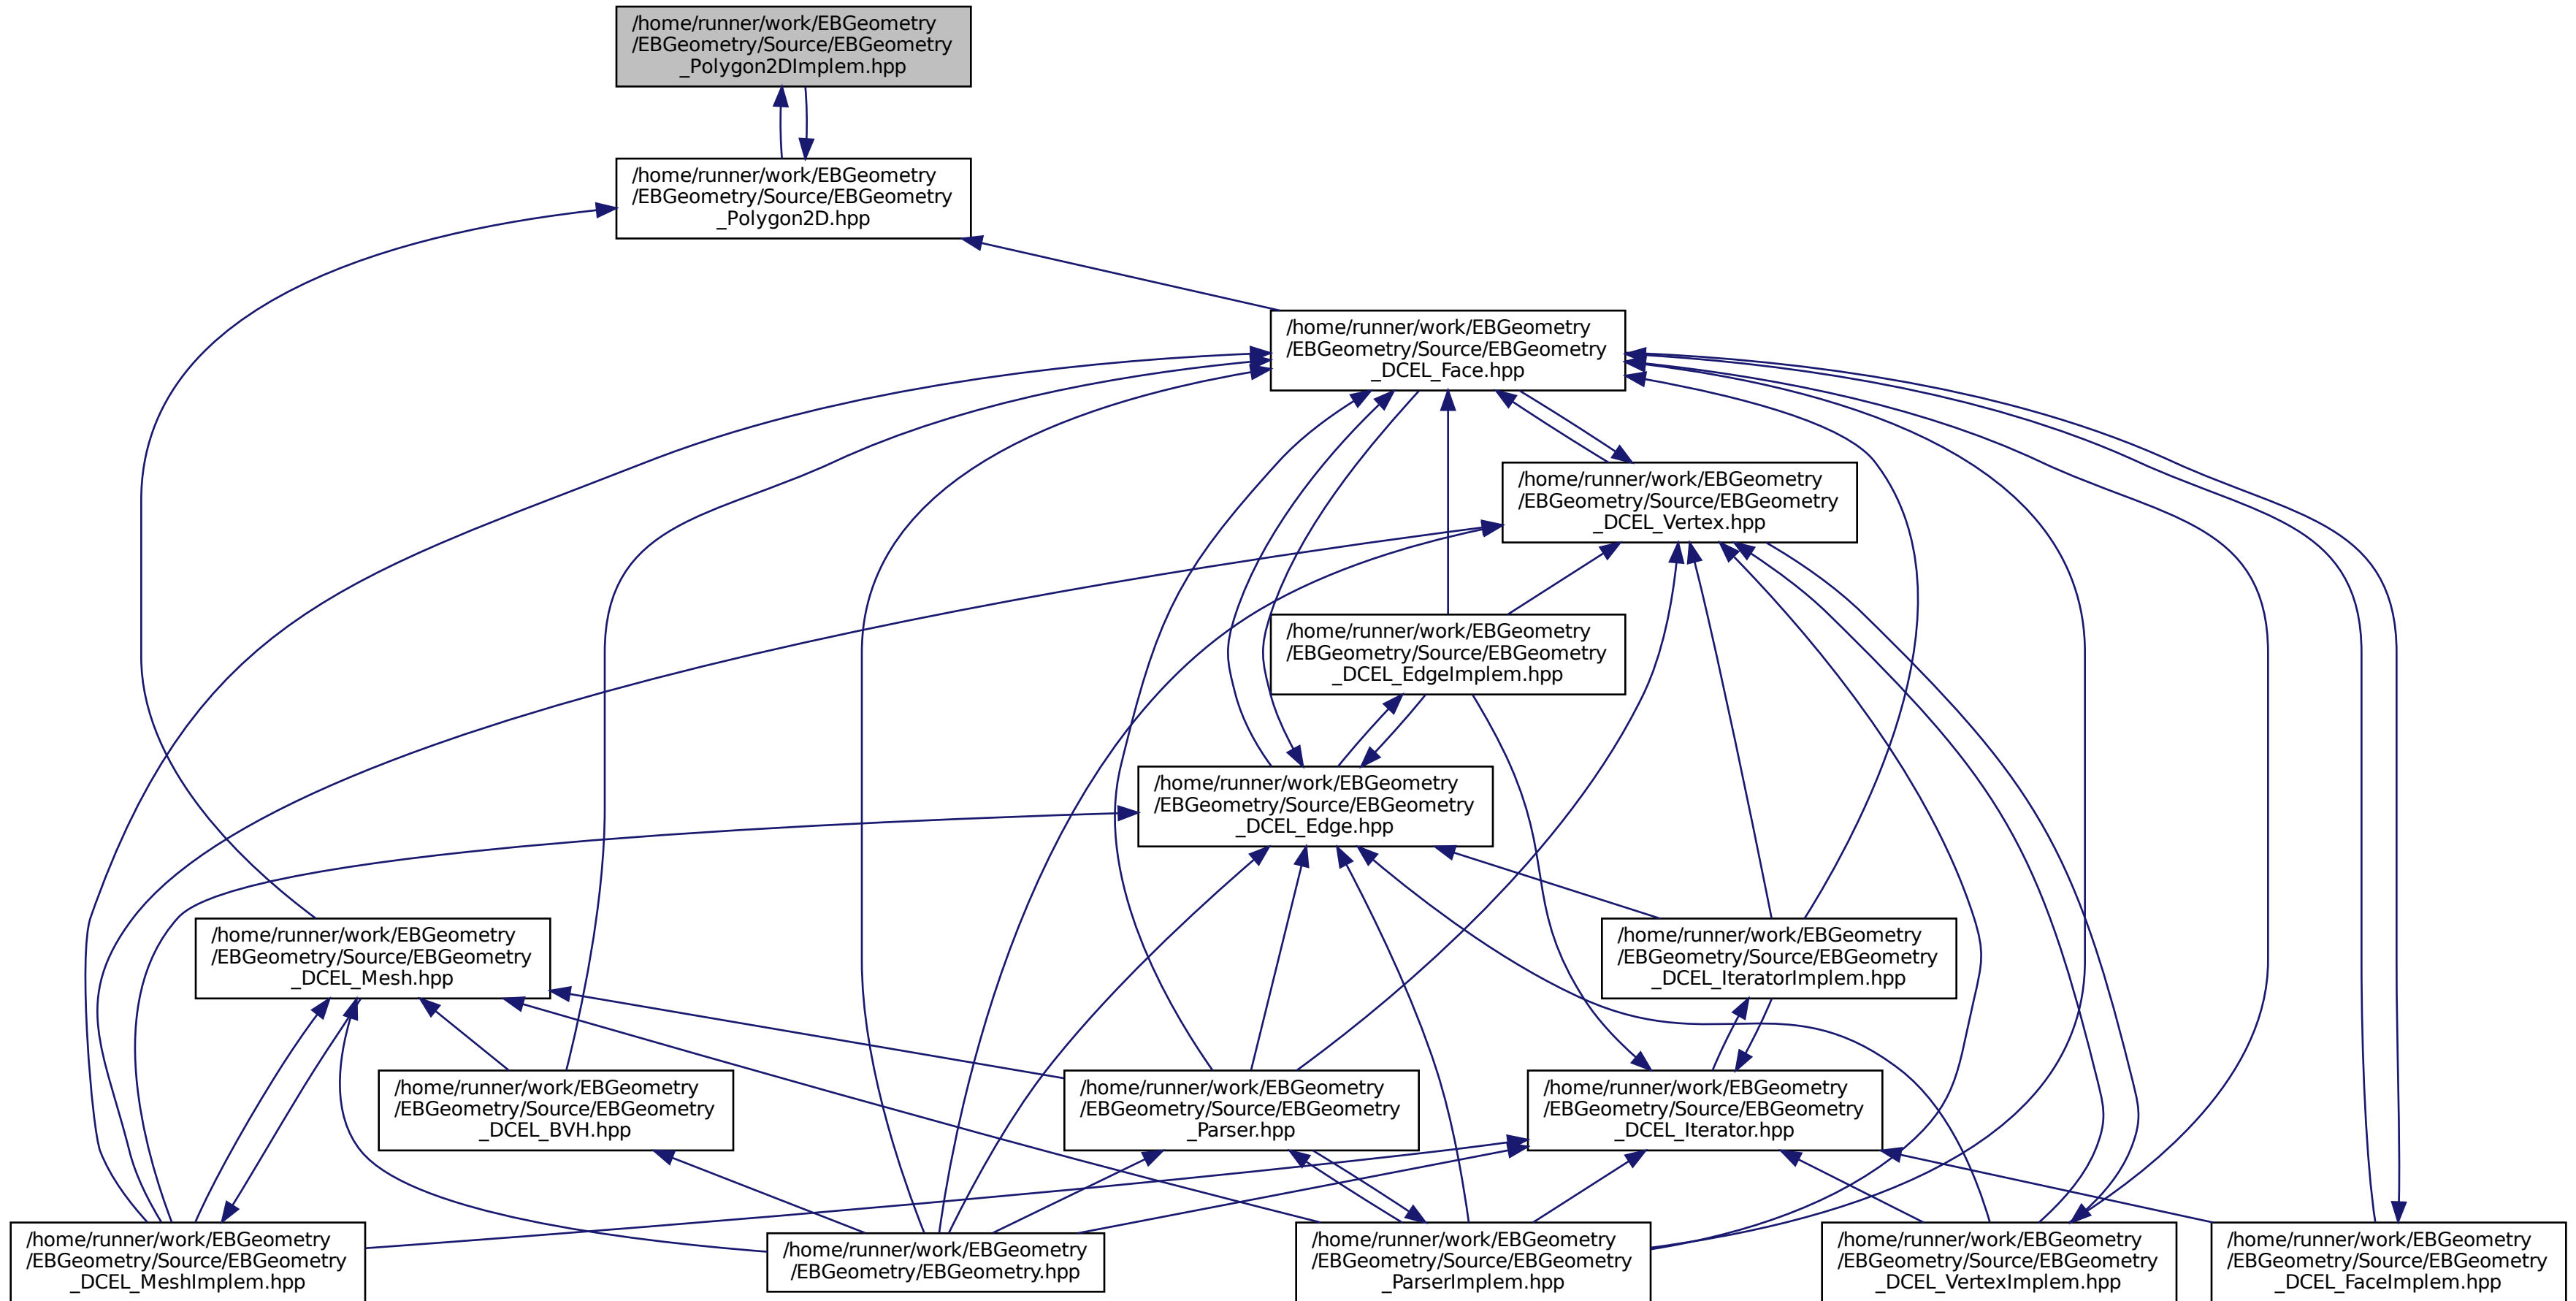 /home/runner/work/EBGeometry
/EBGeometry/Source/EBGeometry
_Polygon2DImplem.hpp
/home/runner/work/EBGeometry
/EBGeometry/Source/EBGeometry
_Polygon2D.hpp
/home/runner/work/EBGeometry
/EBGeometry/Source/EBGeometry
_DCEL_Face.hpp
/home/runner/work/EBGeometry
/EBGeometry/Source/EBGeometry
_DCEL_Vertex.hpp
/home/runner/work/EBGeometry
/EBGeometry/Source/EBGeometry
_DCEL_EdgeImplem.hpp
/home/runner/work/EBGeometry
/EBGeometry/Source/EBGeometry
_DCEL_Edge.hpp
/home/runner/work/EBGeometry
/EBGeometry/Source/EBGeometry
_DCEL_Mesh.hpp
/home/runner/work/EBGeometry
/EBGeometry/Source/EBGeometry
_DCEL_IteratorImplem.hpp
/home/runner/work/EBGeometry
/EBGeometry/Source/EBGeometry
_DCEL_BVH.hpp
/home/runner/work/EBGeometry
/EBGeometry/Source/EBGeometry
_Parser.hpp
/home/runner/work/EBGeometry
/EBGeometry/Source/EBGeometry
_DCEL_Iterator.hpp
/home/runner/work/EBGeometry
/EBGeometry/Source/EBGeometry
_DCEL_MeshImplem.hpp
/home/runner/work/EBGeometry
/EBGeometry/EBGeometry.hpp
/home/runner/work/EBGeometry
/EBGeometry/Source/EBGeometry
_ParserImplem.hpp
/home/runner/work/EBGeometry
/EBGeometry/Source/EBGeometry
_DCEL_VertexImplem.hpp
/home/runner/work/EBGeometry
/EBGeometry/Source/EBGeometry
_DCEL_FaceImplem.hpp